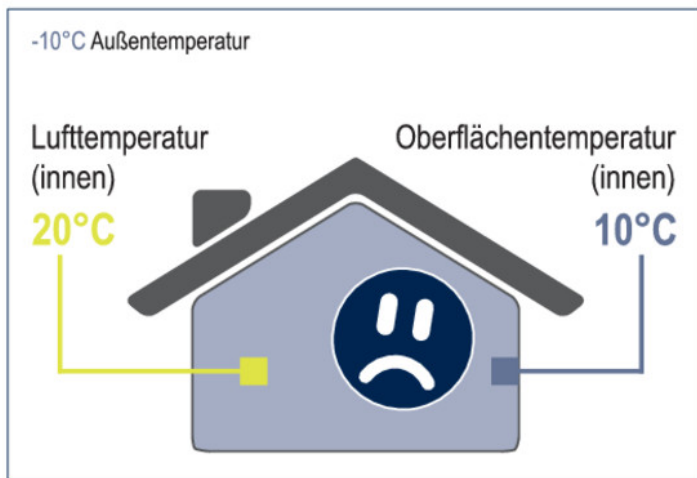 -10°C Außentemperatur
Lufttemperatur
(innen)
20°C
Oberflächentemperatur
(innen)
10°C